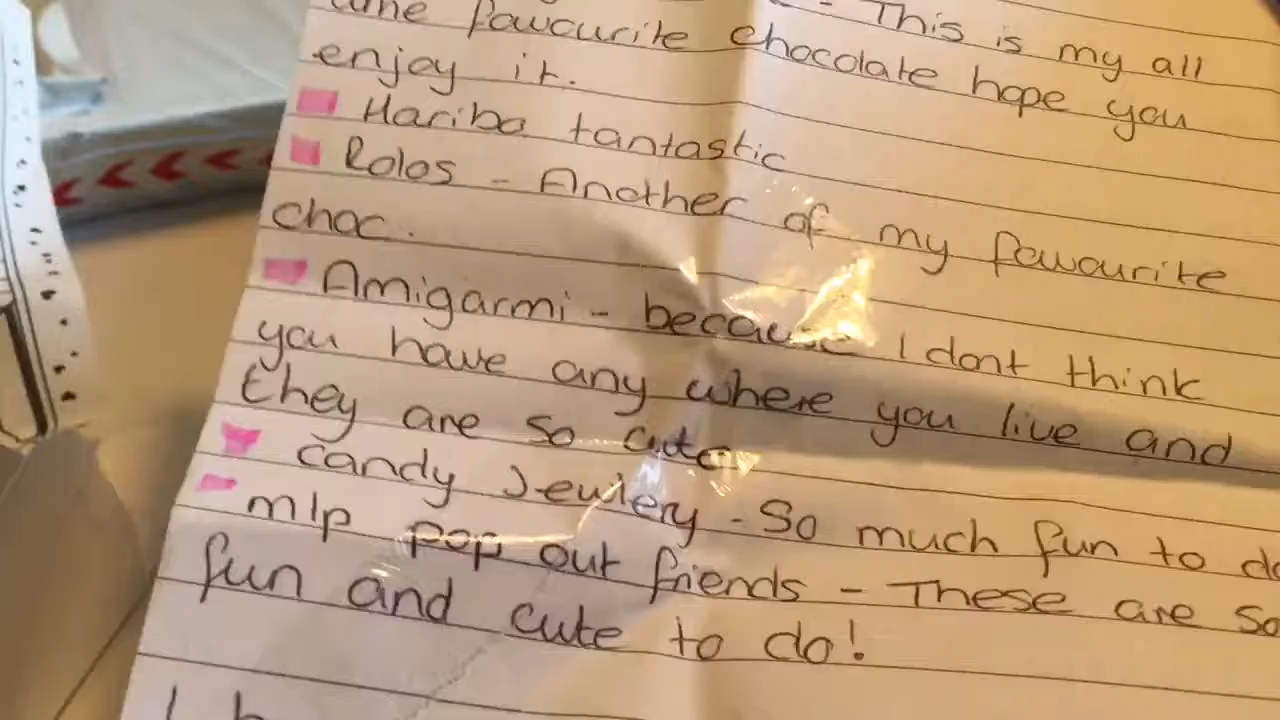 - This is my all
time favourite chocolate hope you
enjoy it.
Haribo tantastic
Rolos - Another of my favourite
choc.
Amigarmi - because I dont think
you have any where you live and
they are so cute
Candy Jewlery - So much fun to do
mlp pop out friends - These are so
fun and cute to do!
I